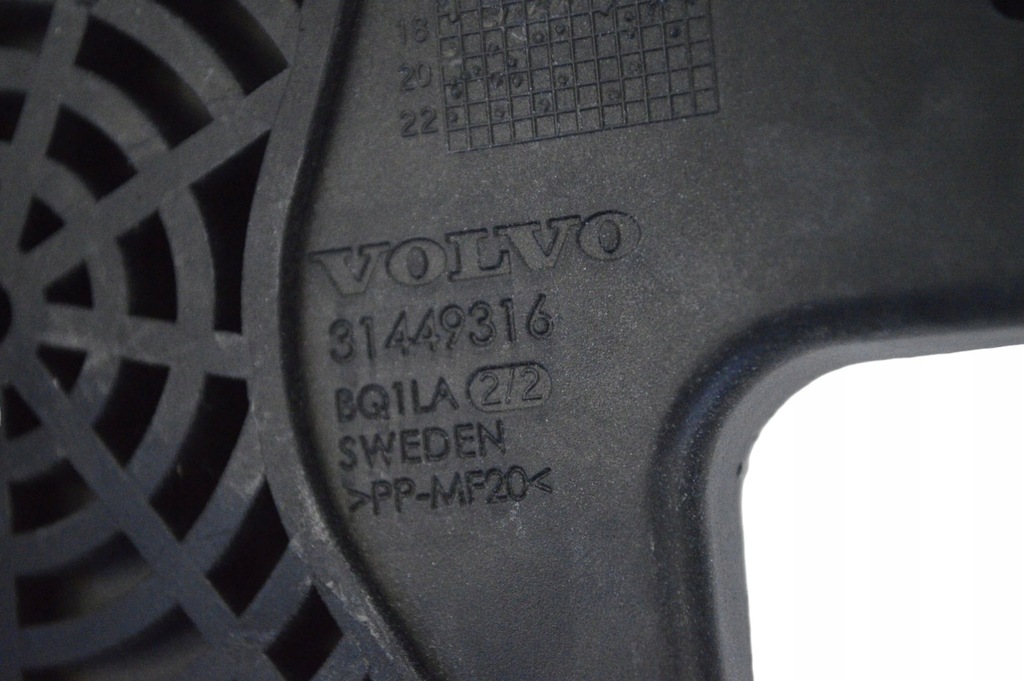 18
20
22
VOLVO
31449316
BQ1LA 2/2
SWEDEN
>PP-MF20<